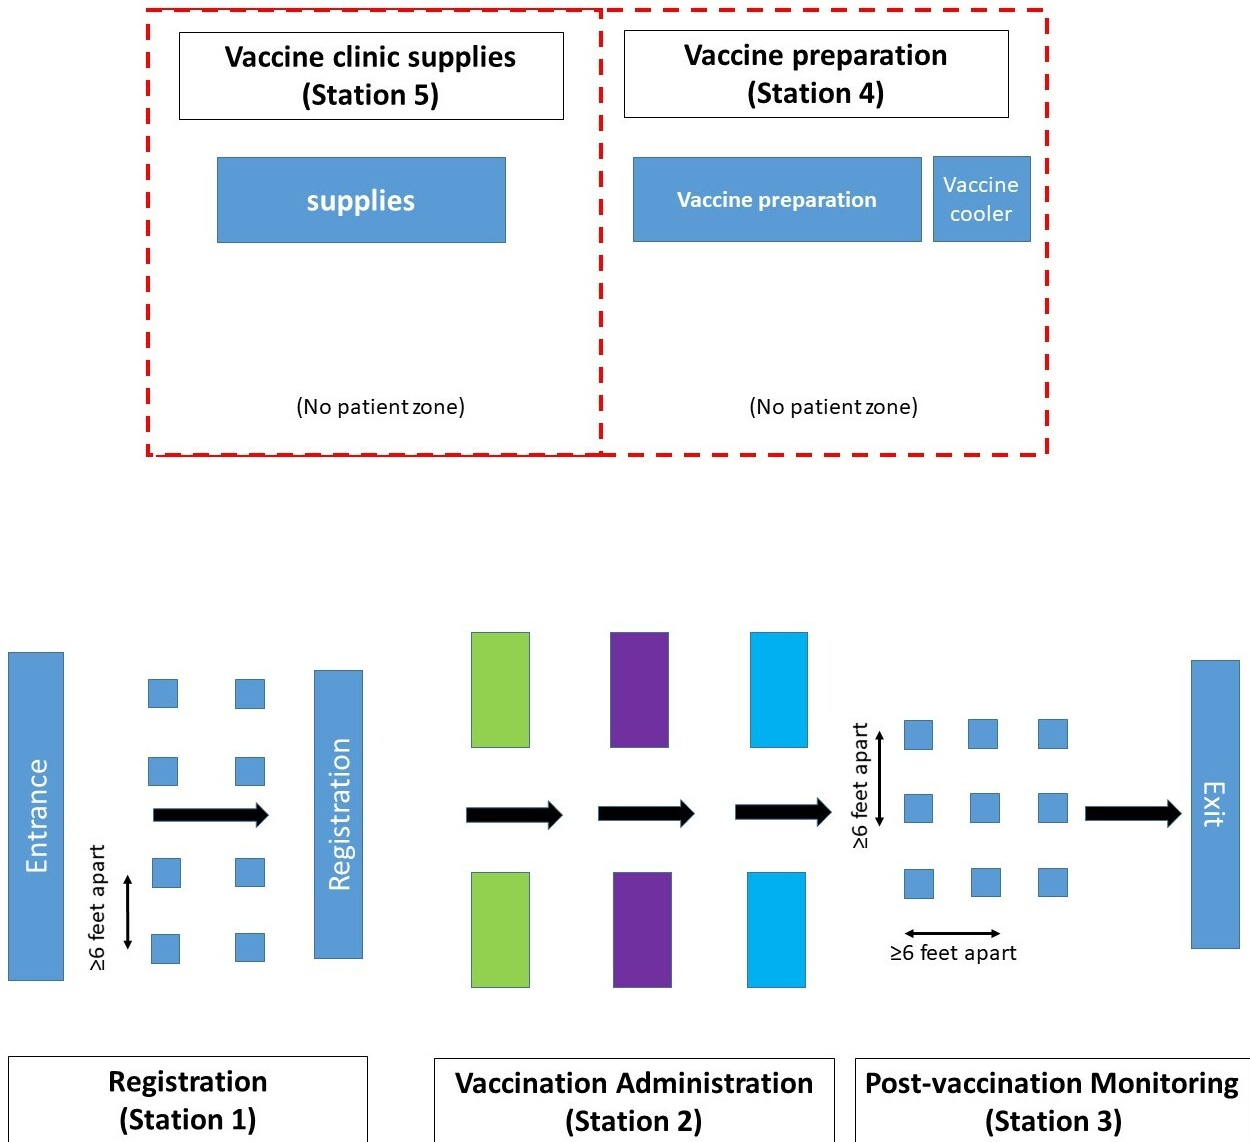 Vaccine clinic supplies
(Station 5)
Vaccine preparation
(Station 4)
supplies
Vaccine preparation
Vaccine
cooler
(No patient zone)
(No patient zone)
Entrance
≥6 feet apart
Registration
≥6 feet apart
≥6 feet apart
Exit
Registration
(Station 1)
Vaccination Administration
(Station 2)
Post-vaccination Monitoring
(Station 3)